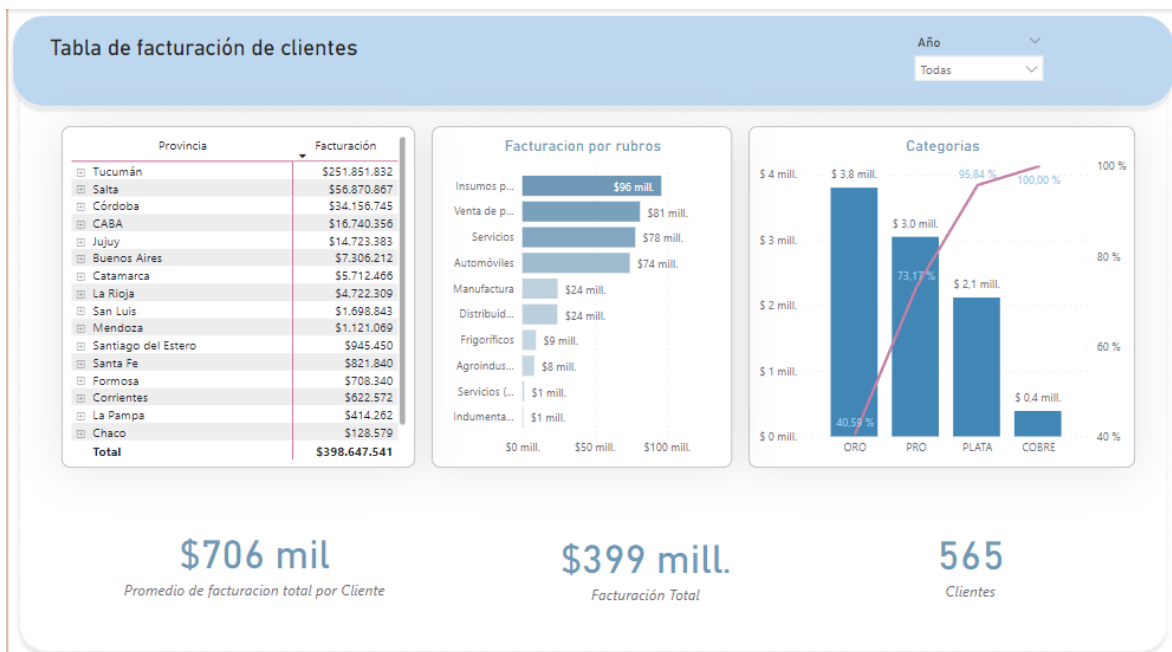 Tabla de facturación de clientes
Año
Todas
Provincia Facturación
Tucumán $251.851.832
Salta $56.870.867
Córdoba $34.156.745
CABA $16.740.356
Jujuy $14.723.383
Buenos Aires $7.306.212
Catamarca $5.712.466
La Rioja $4.722.309
San Luis $1.698.843
Mendoza $1.121.069
Santiago del Estero $945.450
Santa Fe $821.840
Formosa $708.340
Corrientes $622.572
La Pampa $414.262
Chaco $128.579
Total $398.647.541
Facturacion por rubros
Insumos p... $96 mill.
Venta de p... $81 mill.
Servicios $78 mill.
Automóviles $74 mill.
Manufactura $24 mill.
Distribuid... $24 mill.
Frigoríficos $9 mill.
Agroindus... $8 mill.
Servicios (... $1 mill.
Indumenta... $1 mill.
$0 mill. $50 mill. $100 mill.
Categorias
$ 4 mill. $ 3,8 mill. 95,84 % 100,00 % 100 %
$ 3,0 mill.
$ 3 mill. 80 %
73,17 % $ 2,1 mill.
$ 2 mill.
60 %
$ 1 mill. $ 0,4 mill.
40,59 %
$ 0 mill. 40 %
ORO PRO PLATA COBRE
$706 mil
Promedio de facturacion total por Cliente
$399 mill.
Facturación Total
565
Clientes